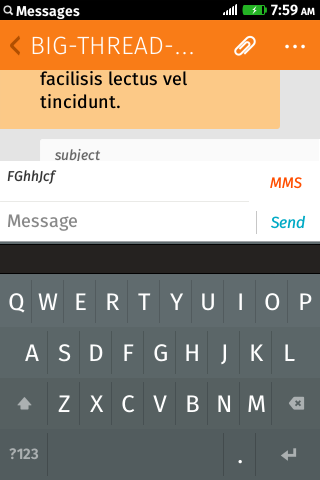 Messages 7:59 AM
BIG-THREAD-...
facilisis lectus vel
tincidunt.
subject
FGhhJcf
MMS
Message
Send
Q W E R T Y U I O P
A S D F G H J K L
Z X C V B N M
?123 .